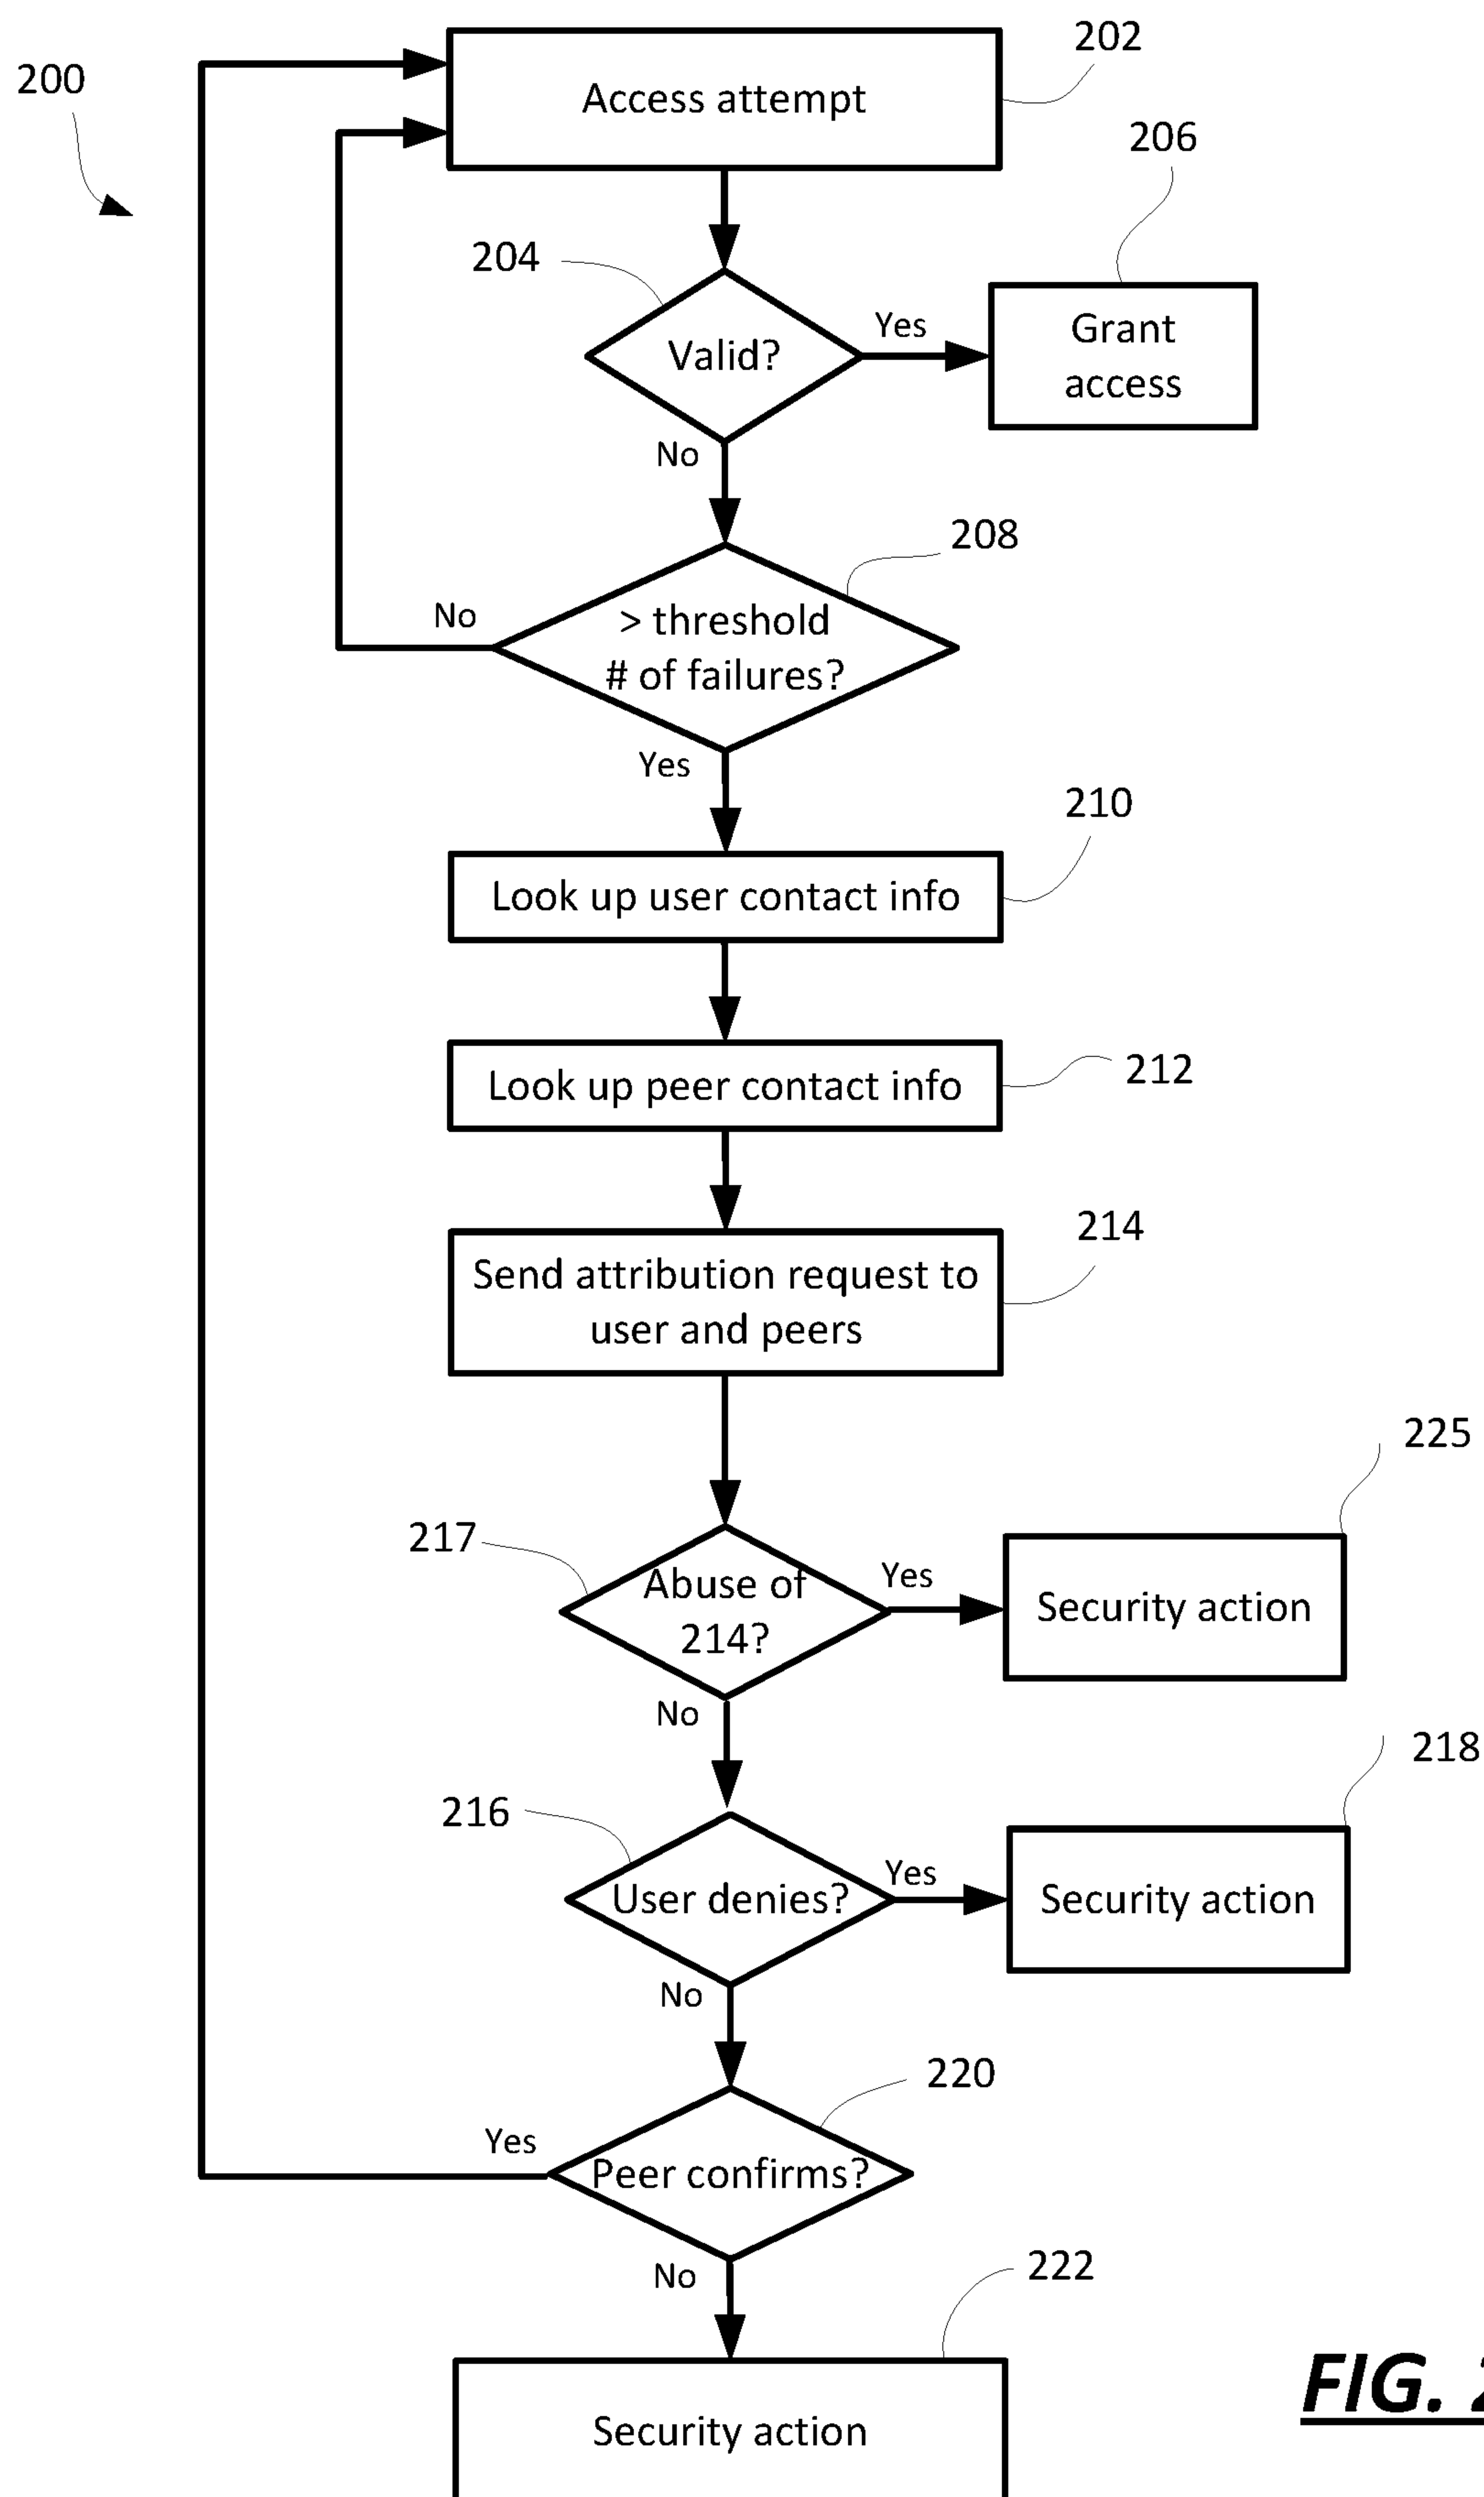 200
202
Access attempt
206
204
Valid?
Yes
Grant
access
No
208
> threshold
# of failures?
No
Yes
210
Look up user contact info
212
Look up peer contact info
214
Send attribution request to
user and peers
225
217
Abuse of
214?
Yes
Security action
No
218
216
User denies?
Yes
Security action
No
220
Yes
Peer confirms?
No
222
Security action
FIG. 2